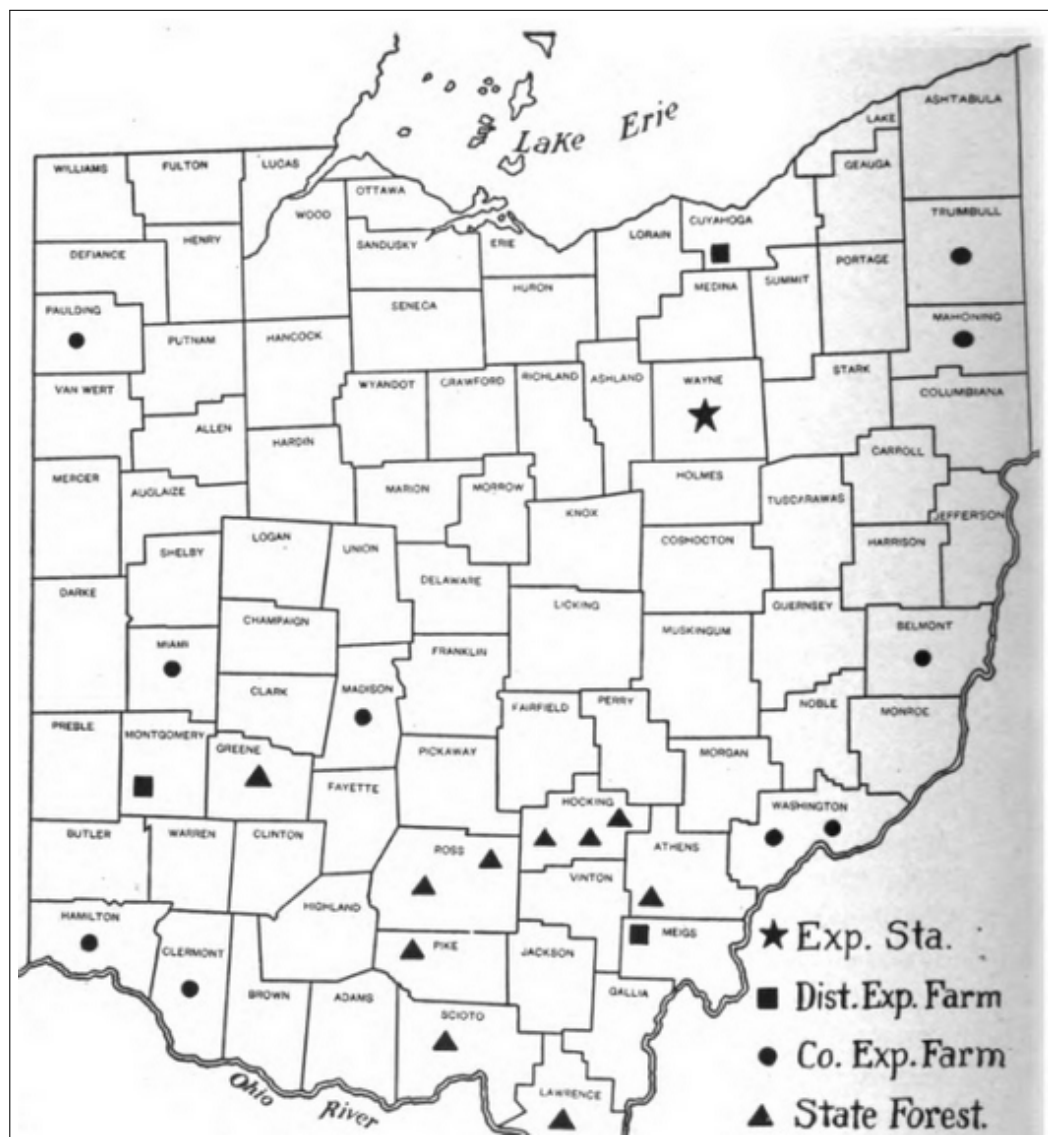 Lake Erie
ASHTABULA
LAKE
GEAUGA
WILLIAMS
FULTON
LUCAS
OTTAWA
WOOD
CUYAHOGA
TRUMBULL
HENRY
SANDUSKY
ERIE
LORAIN
DEFIANCE
PORTAGE
SUMMIT
MEDINA
HURON
SENECA
PAULDING
MAHONING
PUTNAM
HANCOCK
STARK
VAN WERT
WYANDOT
CRAWFORD
RICHLAND
ASHLAND
WAYNE
COLUMBIANA
ALLEN
HARDIN
CARROLL
MERCER
AUGLAIZE
MARION
MORROW
HOLMES
TUSCARAWAS
KNOX
JEFFERSON
LOGAN
UNION
SHELBY
COSHOCTON
HARRISON
DELAWARE
DARKE
LICKING
GUERNSEY
CHAMPAIGN
BELMONT
MIAMI
MUSKINGUM
FRANKLIN
CLARK
MADISON
FAIRFIELD
PERRY
NOBLE
MONROE
PREBLE
MONTGOMERY
GREENE
PICKAWAY
MORGAN
FAYETTE
HOCKING
WASHINGTON
BUTLER
WARREN
CLINTON
ROSS
ATHENS
VINTON
HIGHLAND
HAMILTON
CLERMONT
PIKE
JACKSON
MEIGS
GALLIA
BROWN
ADAMS
SCIOTO
LAWRENCE
Ohio River
Exp. Sta.
Dist. Exp. Farm
Co. Exp. Farm
State Forest.